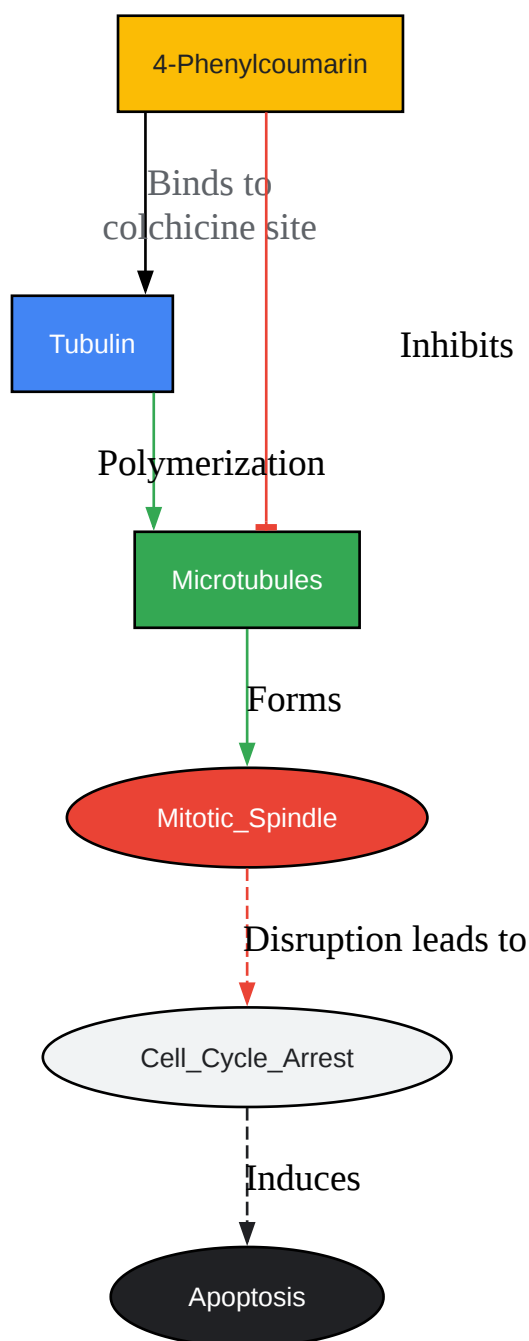 4-Phenylcoumarin
Binds to
colchicine site
Tubulin
Inhibits
Polymerization
Microtubules
Forms
Mitotic_Spindle
Disruption leads to
Cell_Cycle_Arrest
Induces
Apoptosis